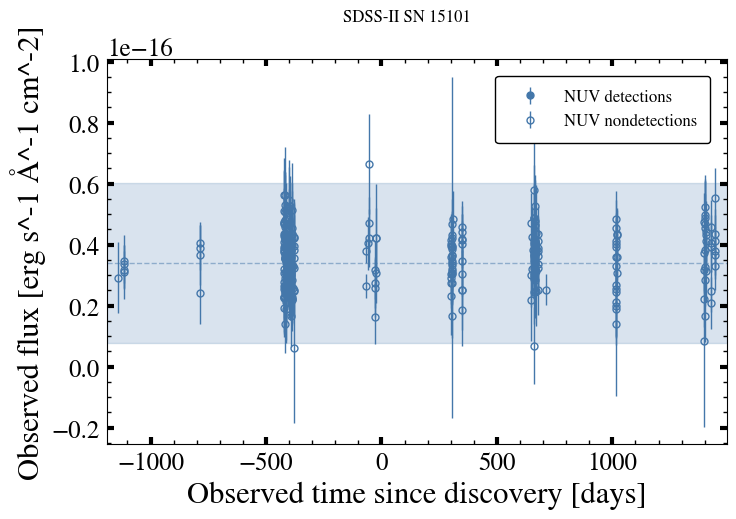 SDSS-II SN 15101
1e−16
Observed flux [erg s^-1 Å^-1 cm^-2]
1.0
0.8
0.6
0.4
0.2
0.0
−0.2
NUV detections
NUV nondetections
−1000 −500 0 500 1000
Observed time since discovery [days]